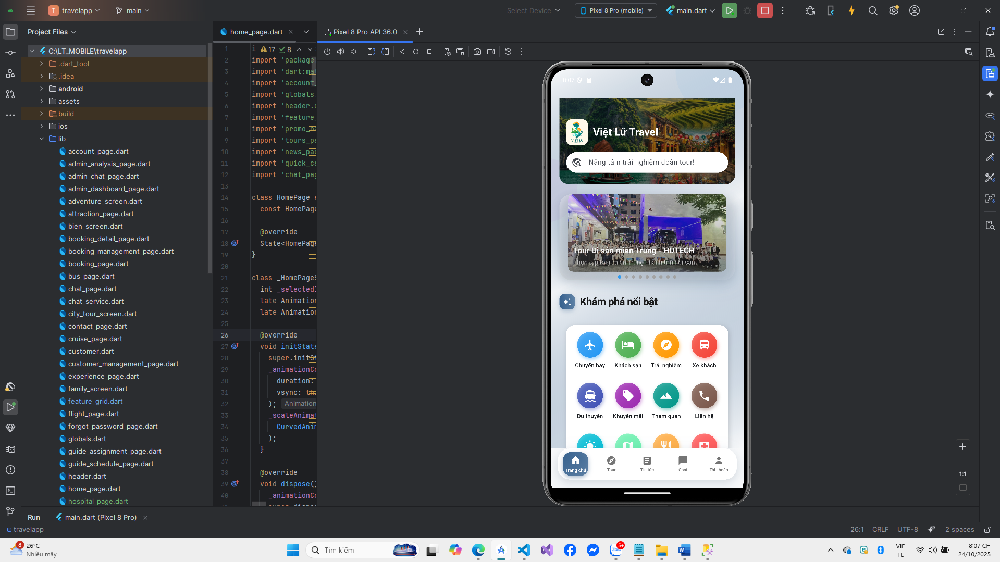 travelapp
main
Select Device
Pixel 8 Pro (mobile)
main.dart
Project Files
home_page.dart
Pixel 8 Pro API 36.0
C:\LT_MOBILE\travelapp
.dart_tool
.idea
android
assets
build
ios
lib
account_page.dart
admin_analysis_page.dart
admin_chat_page.dart
admin_dashboard_page.dart
adventure_screen.dart
attraction_page.dart
bien_screen.dart
booking_detail_page.dart
booking_management_page.dart
booking_page.dart
bus_page.dart
chat_page.dart
chat_service.dart
city_tour_screen.dart
contact_page.dart
cruise_page.dart
customer.dart
customer_management_page.dart
experience_page.dart
family_screen.dart
feature_grid.dart
flight_page.dart
forgot_password_page.dart
globals.dart
guide_assignment_page.dart
guide_schedule_page.dart
header.dart
home_page.dart
hospital_page.dart
1 i 17 8
2 import 'package:
3 import 'dart:mat
4 import 'account_
5 import 'globals.
6 import 'header.d
7 import 'feature_
8 import 'promo_pa
9 import 'tours_pa
10 import 'news_pag
11 import 'quick_ca
12 import 'chat_pag
13
14 class HomePage e
15 const HomePage
16
17 @override
18 State<HomePage
19 }
20
21 class _HomePageS
22 int _selectedI
23 late Animation
24 late Animation
25
26 @override
27 void initState
28 super.initSt
29 _animationCo
30 duration:
31 vsync: thi
32 ); Animation
33 _scaleAnimat
34 CurvedAnim
35 );
36 }
37
38 @override
39 void dispose()
40 _animationCo
super.dispos
8:07
Việt Lữ Travel
VIỆT LỮ
Nâng tầm trải nghiệm đoàn tour!
Tour Di sản miền Trung - HUTECH
Thực tập tour miền Trung - hành trình di sản
Khám phá nổi bật
Chuyến bay
Khách sạn
Trải nghiệm
Xe khách
Du thuyền
Khuyến mãi
Tham quan
Liên hệ
Trang chủ
Tour
Tin tức
Chat
Tài khoản
1:1
Run
main.dart (Pixel 8 Pro)
travelapp
26:1
CRLF
UTF-8
2 spaces
8
26°C
Nhiều mây
Tìm kiếm
Zalo
5+
VIE
TL
8:07 CH
24/10/2025